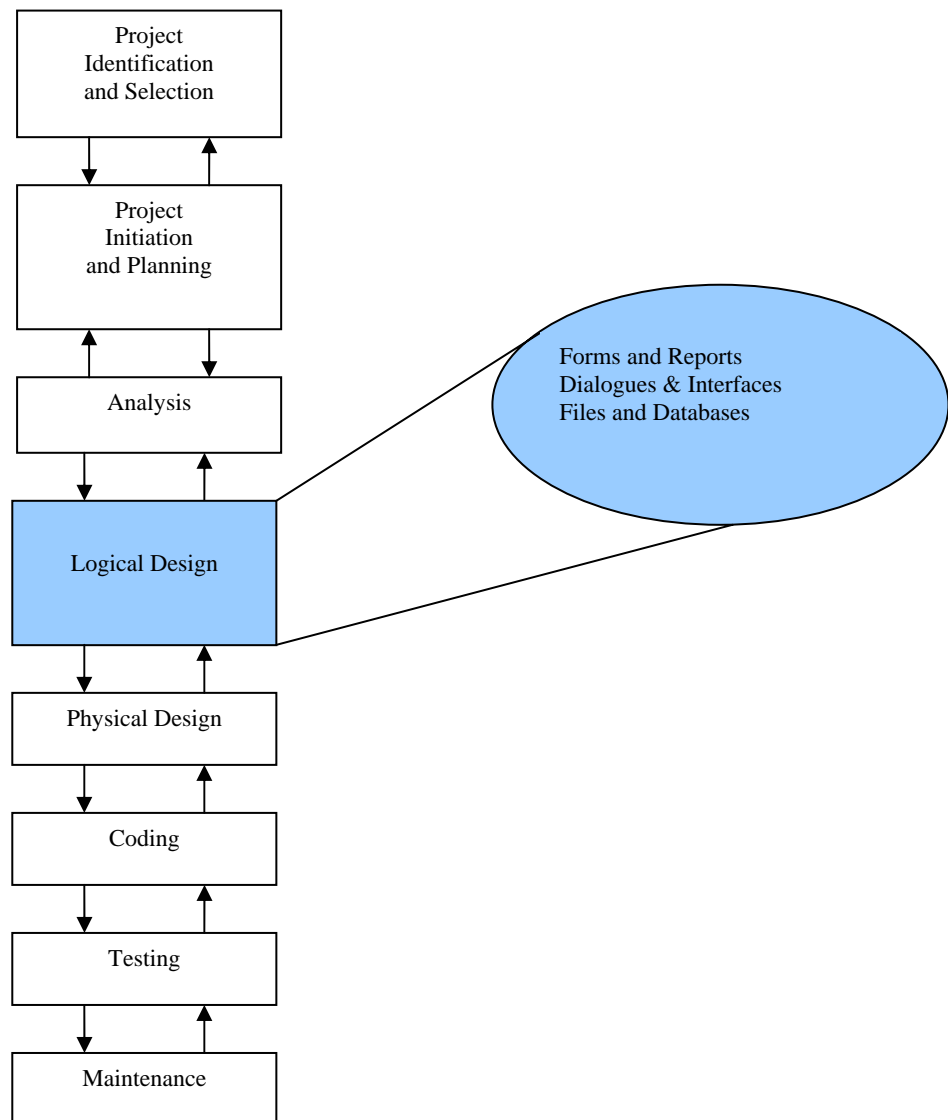 Project
Identification
and Selection
Project
Initiation
and Planning
Analysis
Logical Design
Forms and Reports
Dialogues & Interfaces
Files and Databases
Physical Design
Coding
Testing
Maintenance